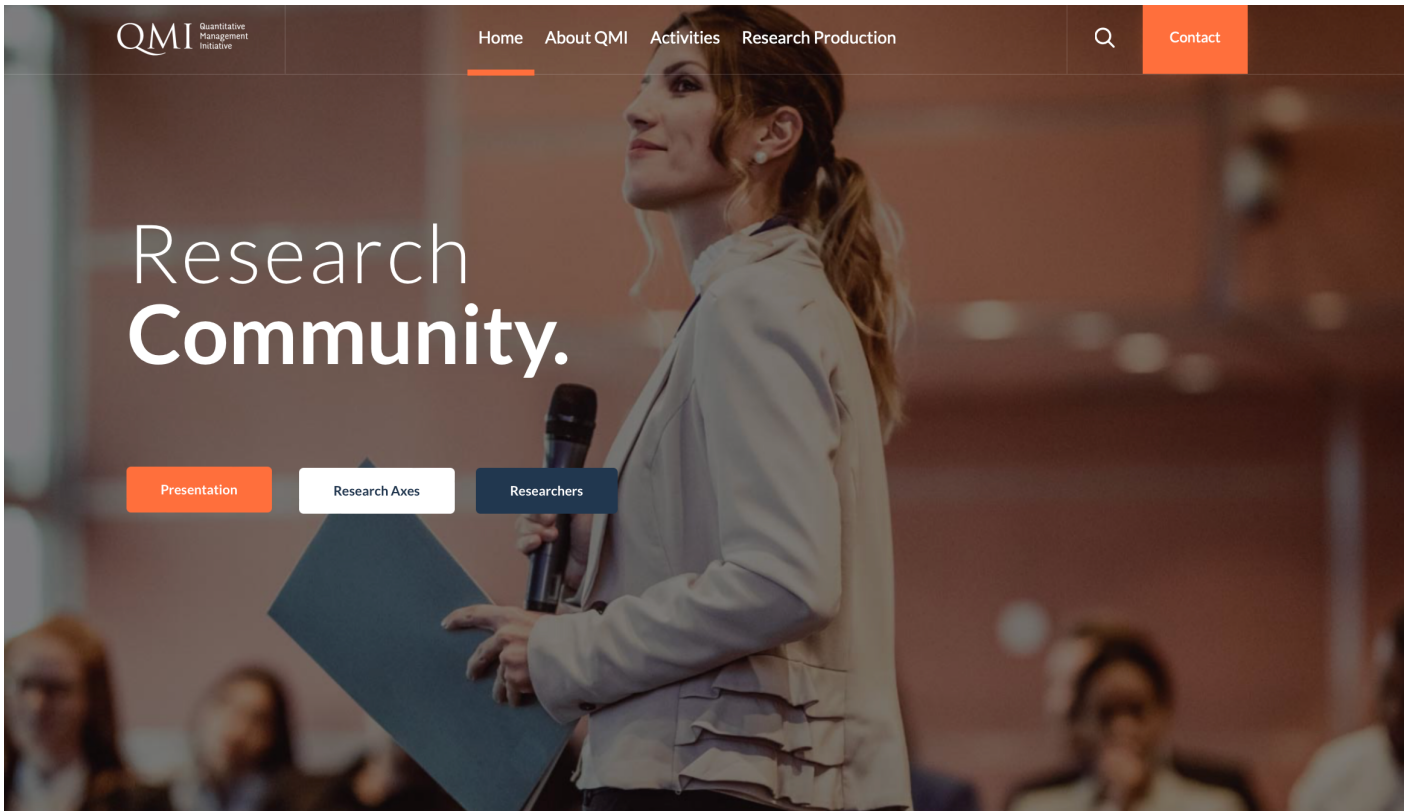 QMI Quantitative
Management
Initiative
Home About QMI Activities Research Production
Contact
Research
Community.
Presentation Research Axes Researchers